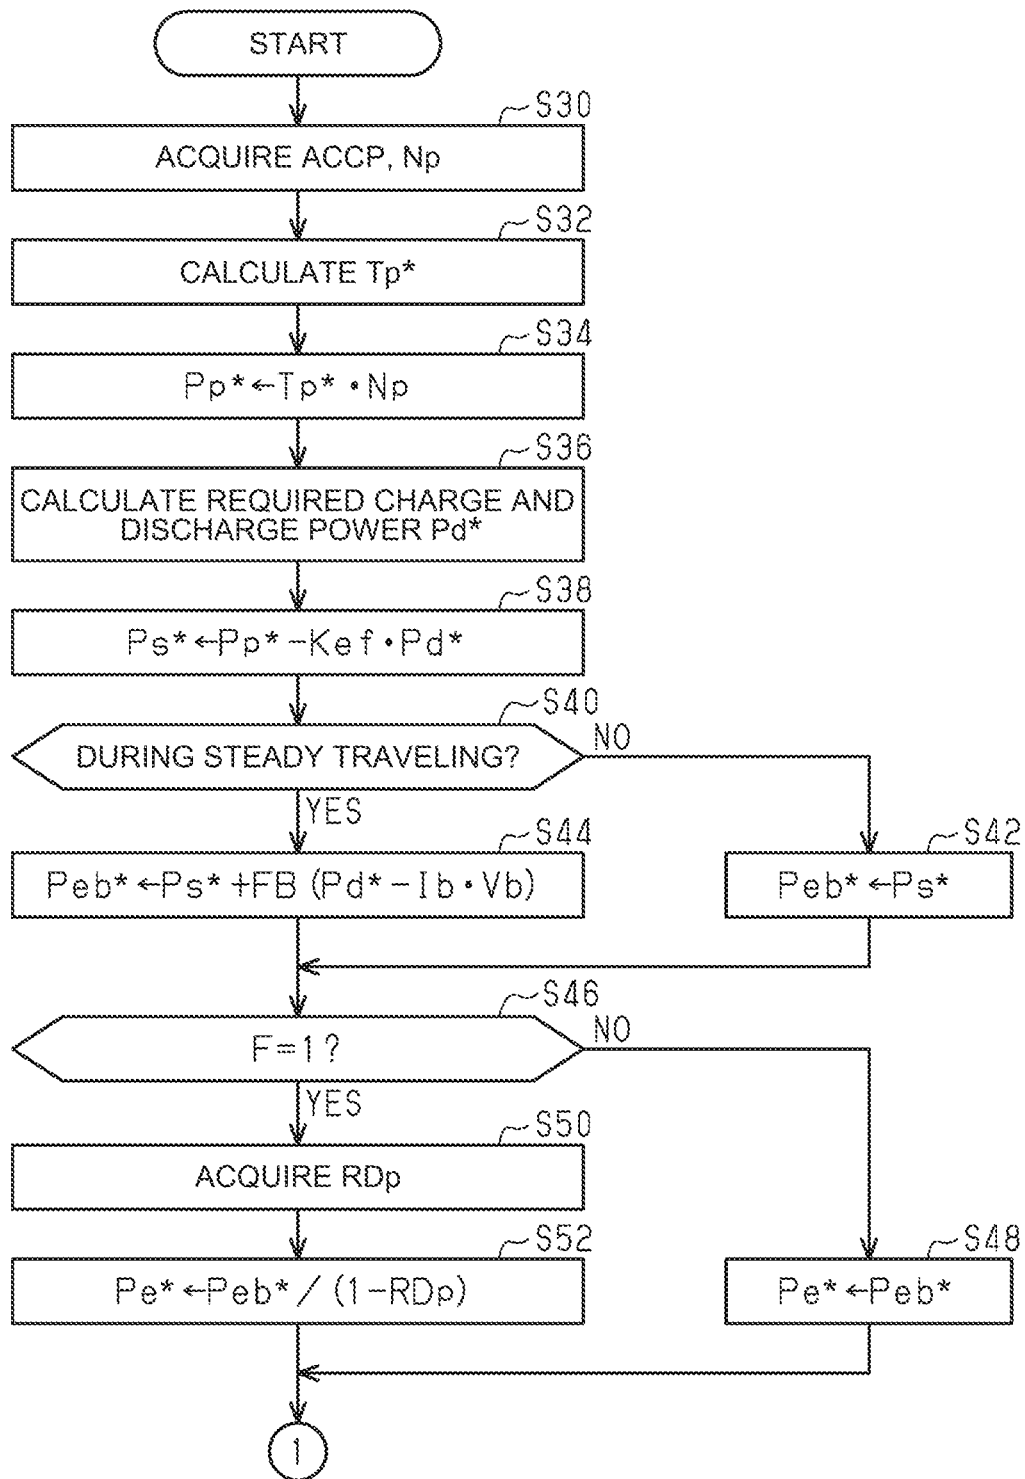 START
S30
ACQUIRE ACCP, Np
S32
CALCULATE Tp*
S34
Pp*←Tp*·Np
S36
CALCULATE REQUIRED CHARGE AND
DISCHARGE POWER Pd*
S38
Ps*←Pp*-Kef·Pd*
S40
DURING STEADY TRAVELING?
NO
YES
S44
Peb*←Ps*+FB(Pd*-Ib·Vb)
S42
Peb*←Ps*
S46
F=1?
NO
YES
S50
ACQUIRE RDp
S52
Pe*←Peb*/(1-RDp)
S48
Pe*←Peb*
1